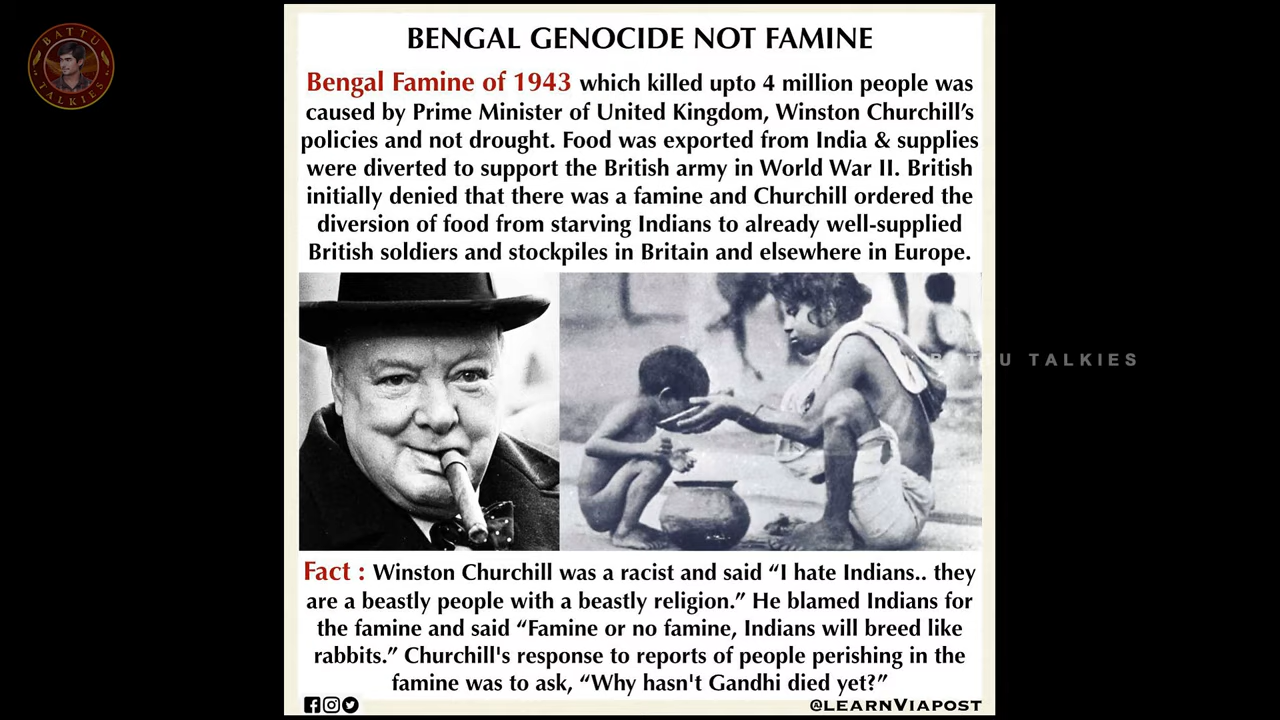 BATTU
TALKIES
BENGAL GENOCIDE NOT FAMINE
Bengal Famine of 1943 which killed upto 4 million people was
caused by Prime Minister of United Kingdom, Winston Churchill’s
policies and not drought. Food was exported from India & supplies
were diverted to support the British army in World War II. British
initially denied that there was a famine and Churchill ordered the
diversion of food from starving Indians to already well-supplied
British soldiers and stockpiles in Britain and elsewhere in Europe.
BATTU TALKIES
Fact : Winston Churchill was a racist and said “I hate Indians.. they
are a beastly people with a beastly religion.” He blamed Indians for
the famine and said “Famine or no famine, Indians will breed like
rabbits.” Churchill's response to reports of people perishing in the
famine was to ask, “Why hasn't Gandhi died yet?”
@LEARNVIAPOST